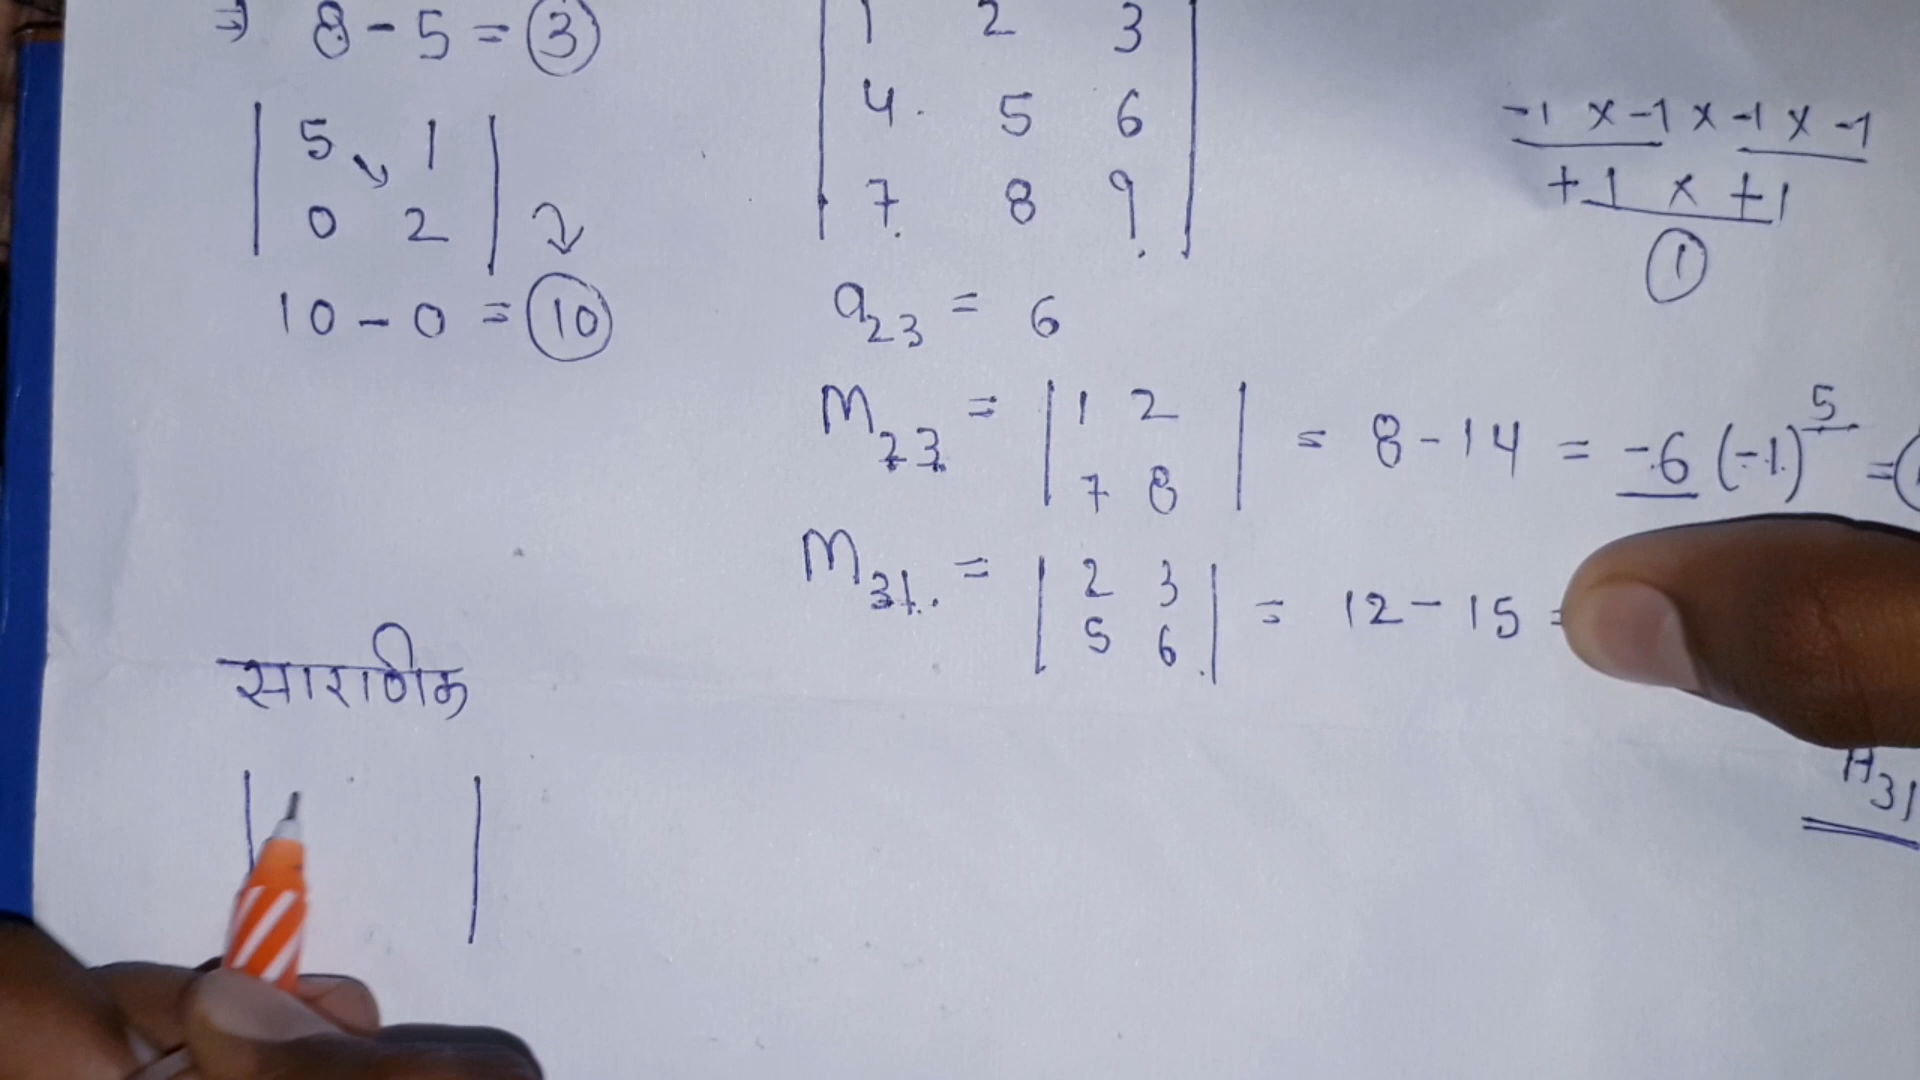 ⇒ 8 - 5 = 3
| 5 1 |
| 0 2 |
10 - 0 = 10
| 1 2 3 |
| 4. 5 6 |
| 7. 8 9. |
a23 = 6
M23 = | 1 2 | = 8 - 14 = -6 (-1)^5 =
| 7 8 |
M31. = | 2 3 | = 12 - 15 =
| 5 6. |
-1 x -1 x -1 x -1
+1 x +1
1
A31
सारणीक